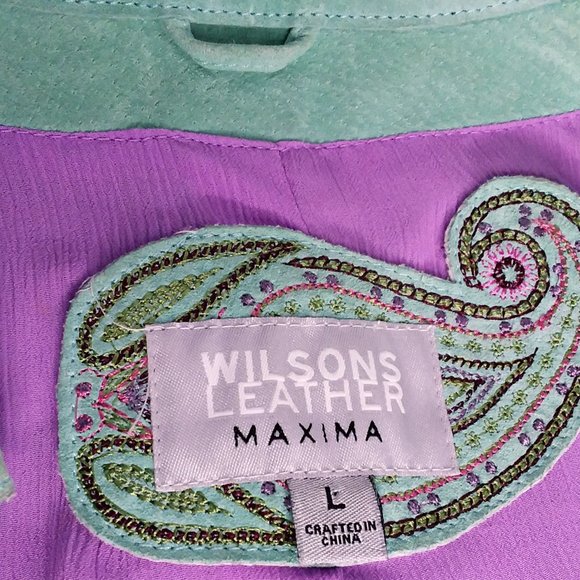 WILSONS
LEATHER
MAXIMA
L
CRAFTED IN
CHINA